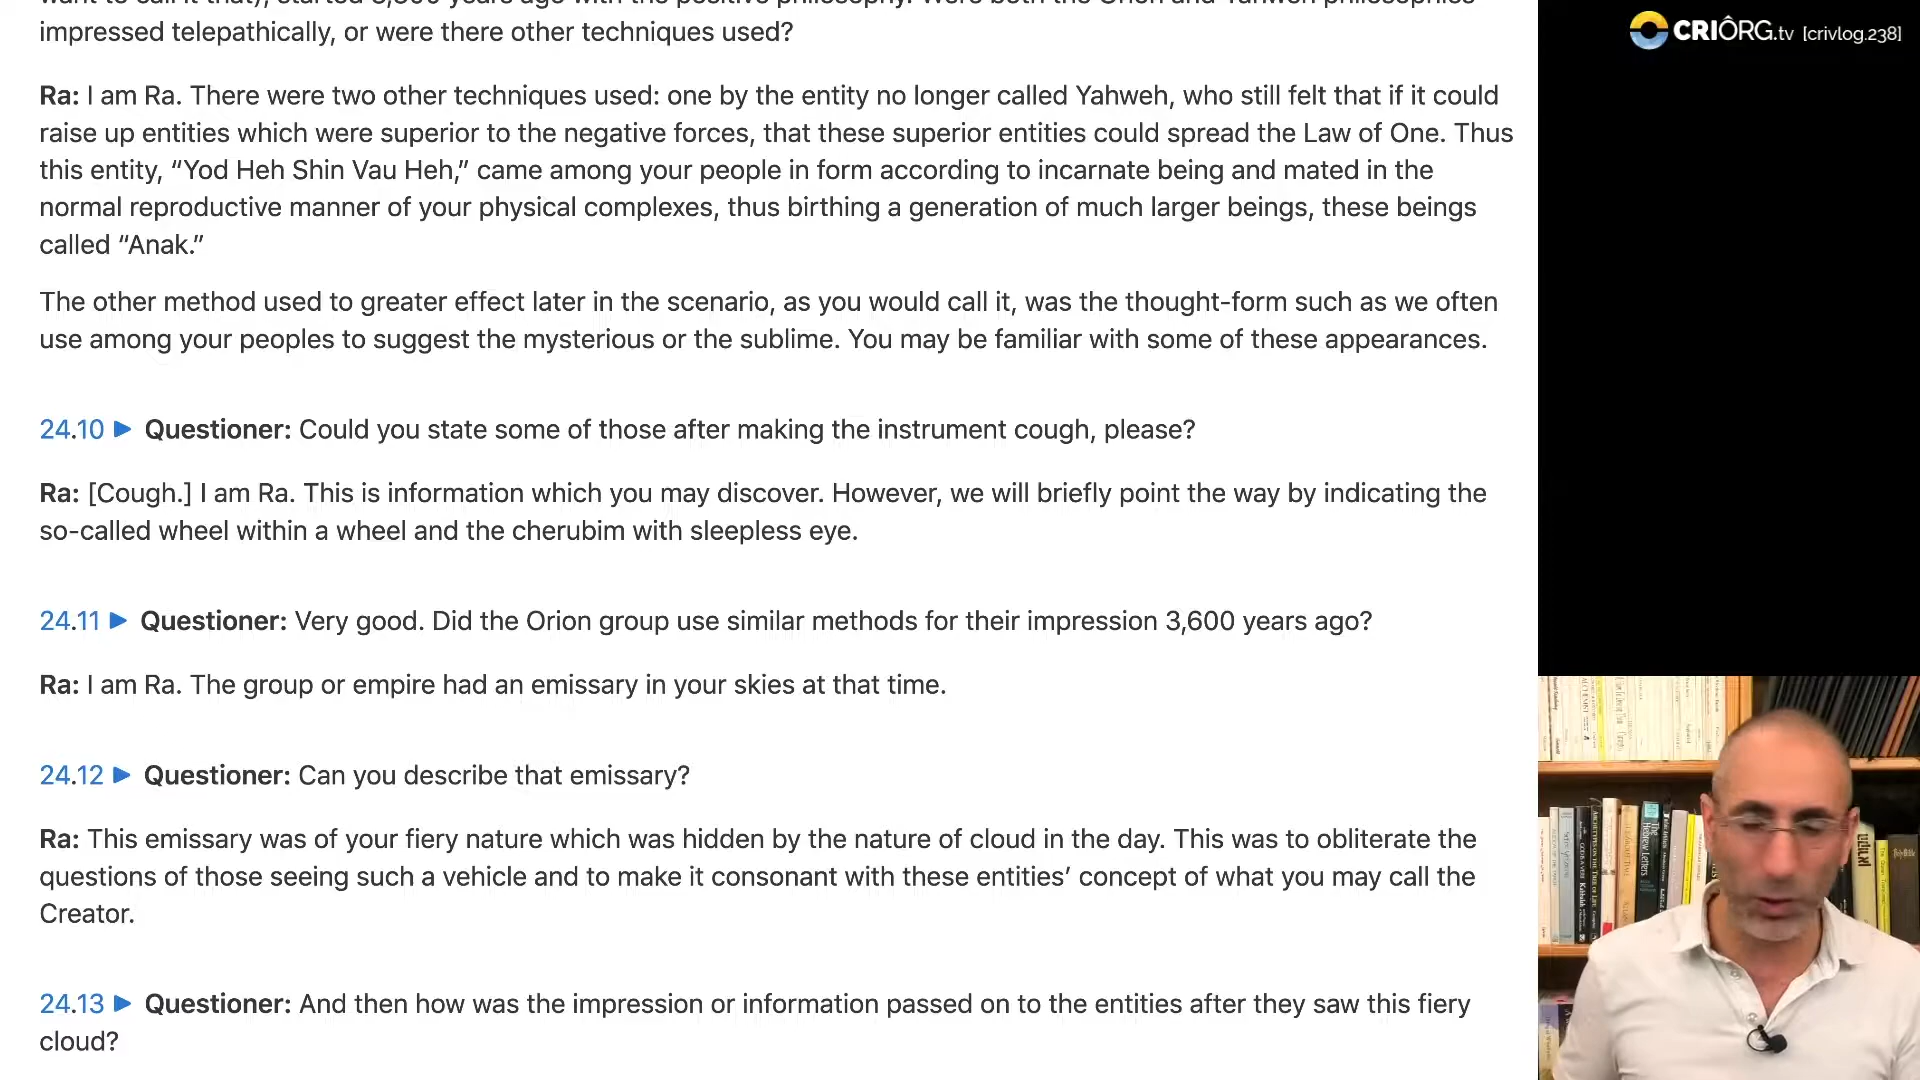 impressed telepathically, or were there other techniques used?
Ra: I am Ra. There were two other techniques used: one by the entity no longer called Yahweh, who still felt that if it could
raise up entities which were superior to the negative forces, that these superior entities could spread the Law of One. Thus
this entity, “Yod Heh Shin Vau Heh,” came among your people in form according to incarnate being and mated in the
normal reproductive manner of your physical complexes, thus birthing a generation of much larger beings, these beings
called “Anak.”
The other method used to greater effect later in the scenario, as you would call it, was the thought-form such as we often
use among your peoples to suggest the mysterious or the sublime. You may be familiar with some of these appearances.
24.10 ▶ Questioner: Could you state some of those after making the instrument cough, please?
Ra: [Cough.] I am Ra. This is information which you may discover. However, we will briefly point the way by indicating the
so-called wheel within a wheel and the cherubim with sleepless eye.
24.11 ▶ Questioner: Very good. Did the Orion group use similar methods for their impression 3,600 years ago?
Ra: I am Ra. The group or empire had an emissary in your skies at that time.
24.12 ▶ Questioner: Can you describe that emissary?
Ra: This emissary was of your fiery nature which was hidden by the nature of cloud in the day. This was to obliterate the
questions of those seeing such a vehicle and to make it consonant with these entities’ concept of what you may call the
Creator.
24.13 ▶ Questioner: And then how was the impression or information passed on to the entities after they saw this fiery
cloud?
CRIÔRG.tv [crivlog.238]
The Hebrew Letters